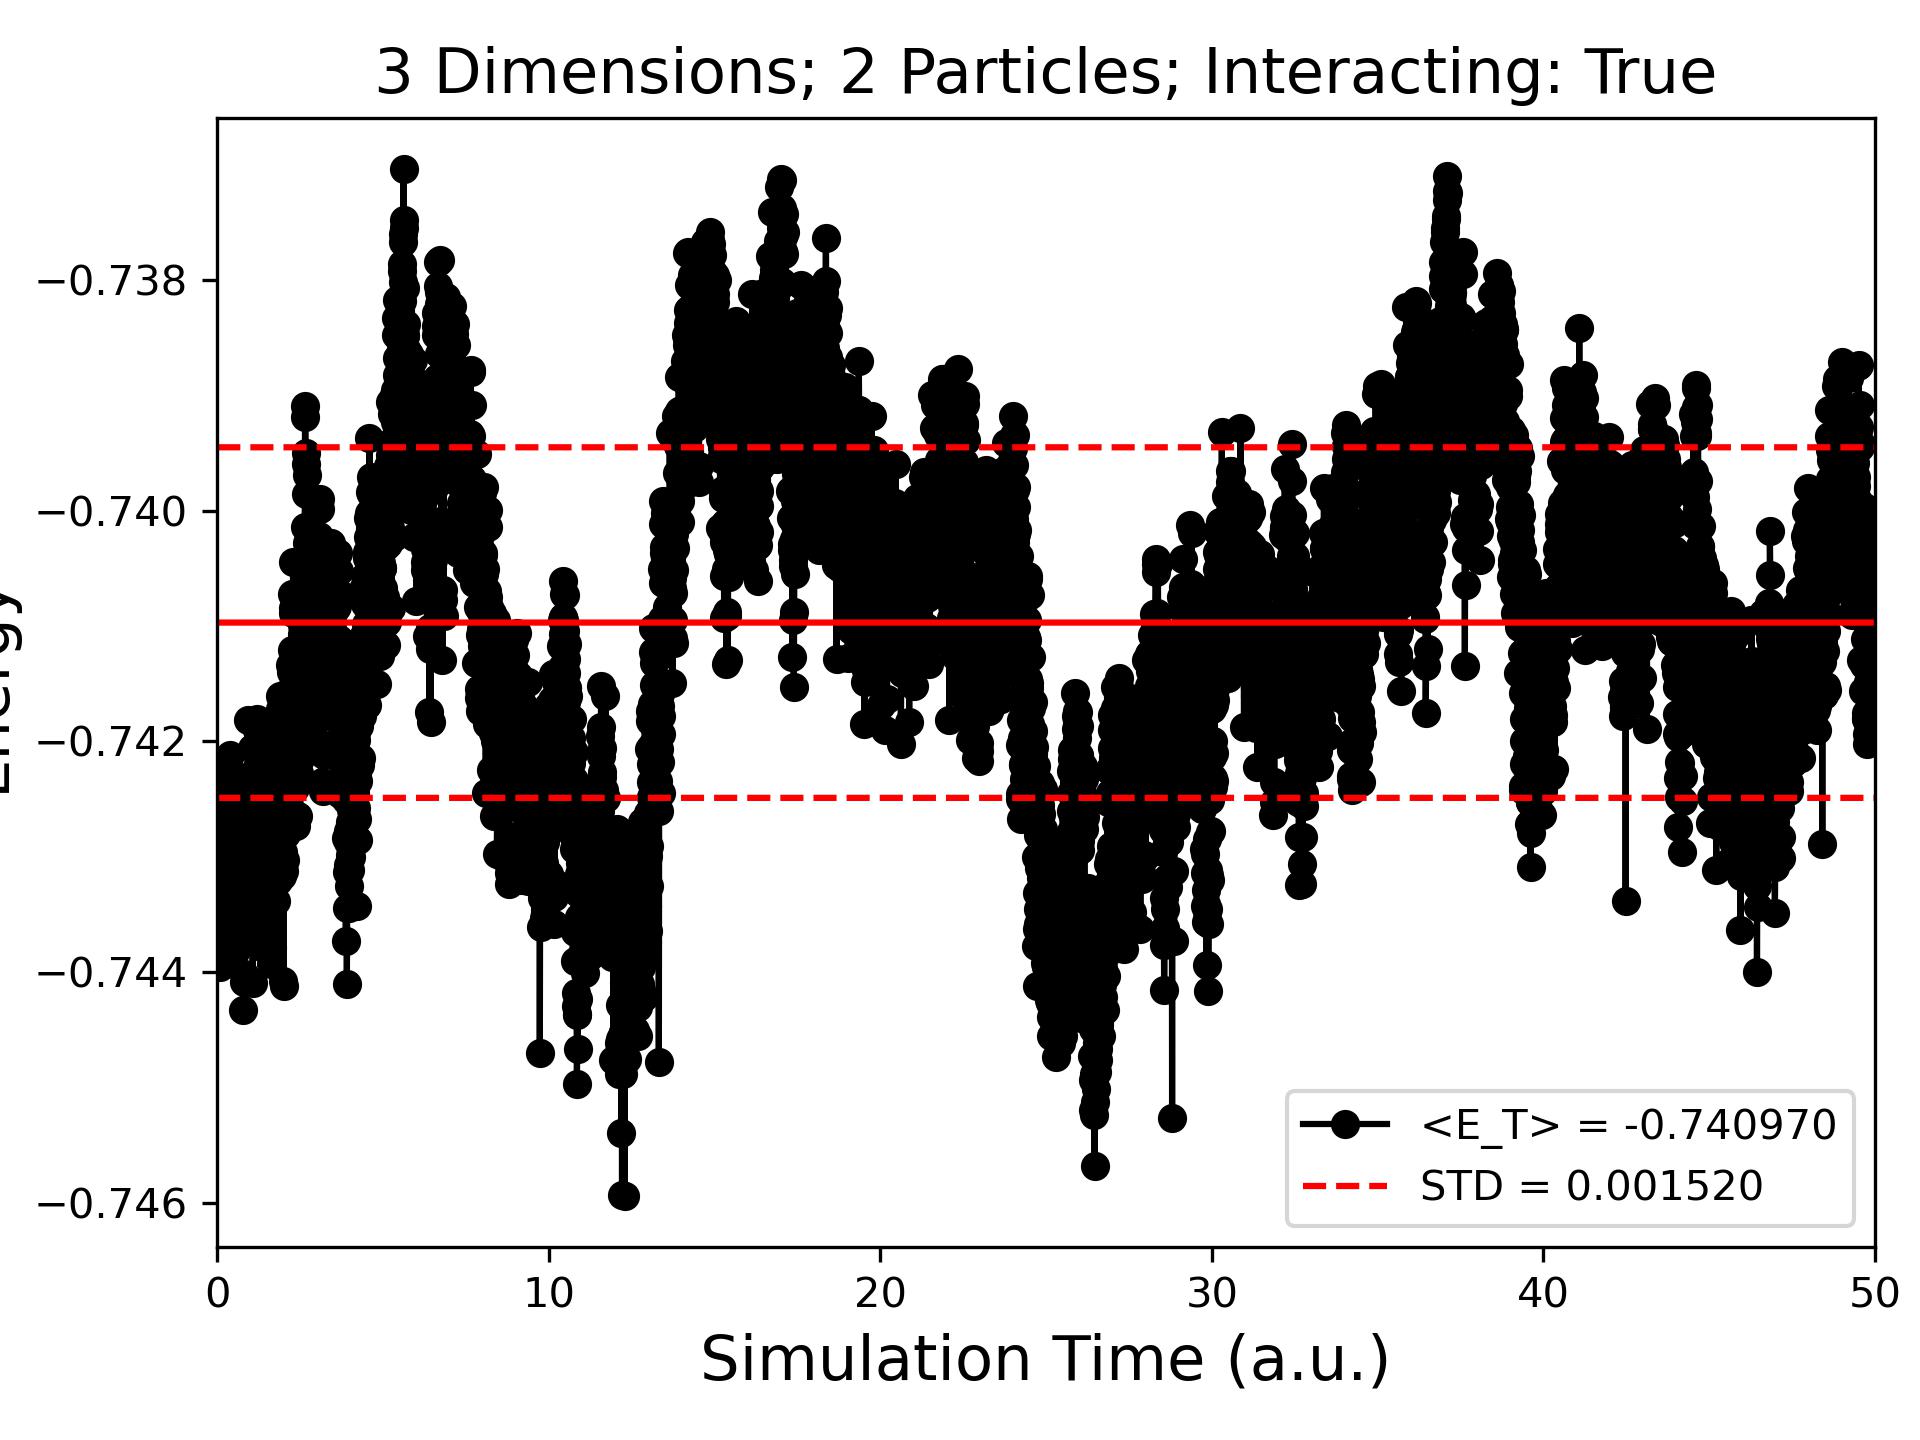 3 Dimensions; 2 Particles; Interacting: True
Energy
−0.738
−0.740
−0.742
−0.744
−0.746
0 10 20 30 40 50
Simulation Time (a.u.)
<E_T> = -0.740970
STD = 0.001520